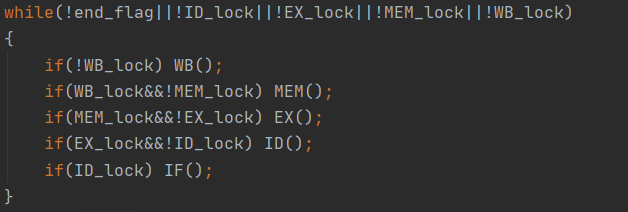 while(!end_flag||!ID_lock||!EX_lock||!MEM_lock||!WB_lock)
{
if(!WB_lock) WB();
if(WB_lock&&!MEM_lock) MEM();
if(MEM_lock&&!EX_lock) EX();
if(EX_lock&&!ID_lock) ID();
if(ID_lock) IF();
}